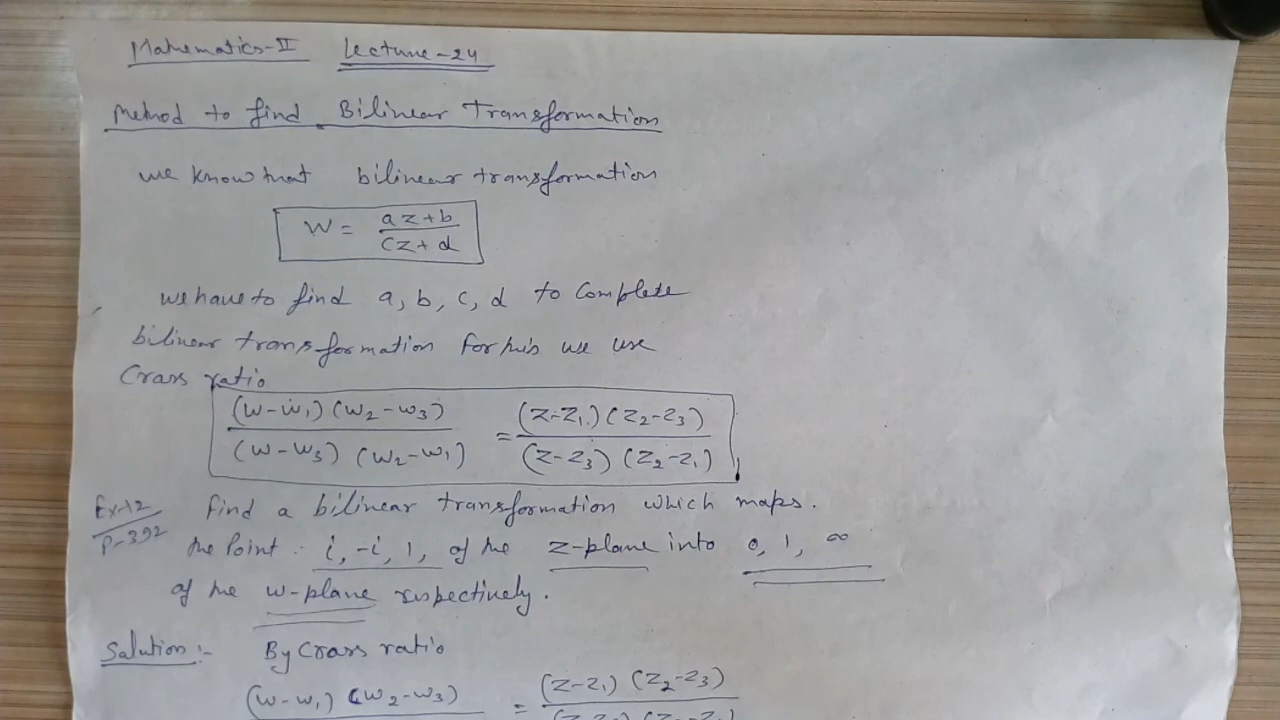 Mathematics-II Lecture-24
Method to find Bilinear Transformation
we know that bilinear transformation
W = az+b / cz+d
we have to find a, b, c, d to complete
bilinear transformation for this we use
Crass ratio
(w-w₁)(w₂-w₃) / (w-w₃)(w₂-w₁) = (z-z₁)(z₂-z₃) / (z-z₃)(z₂-z₁)
Ex-12 / P-392 find a bilinear transformation which maps.
the Point i, -i, 1, of the z-plane into 0, 1, ∞
of the w-plane respectively.
Solution:- By Crass ratio
(w-w₁)(w₂-w₃) = (z-z₁)(z₂-z₃)